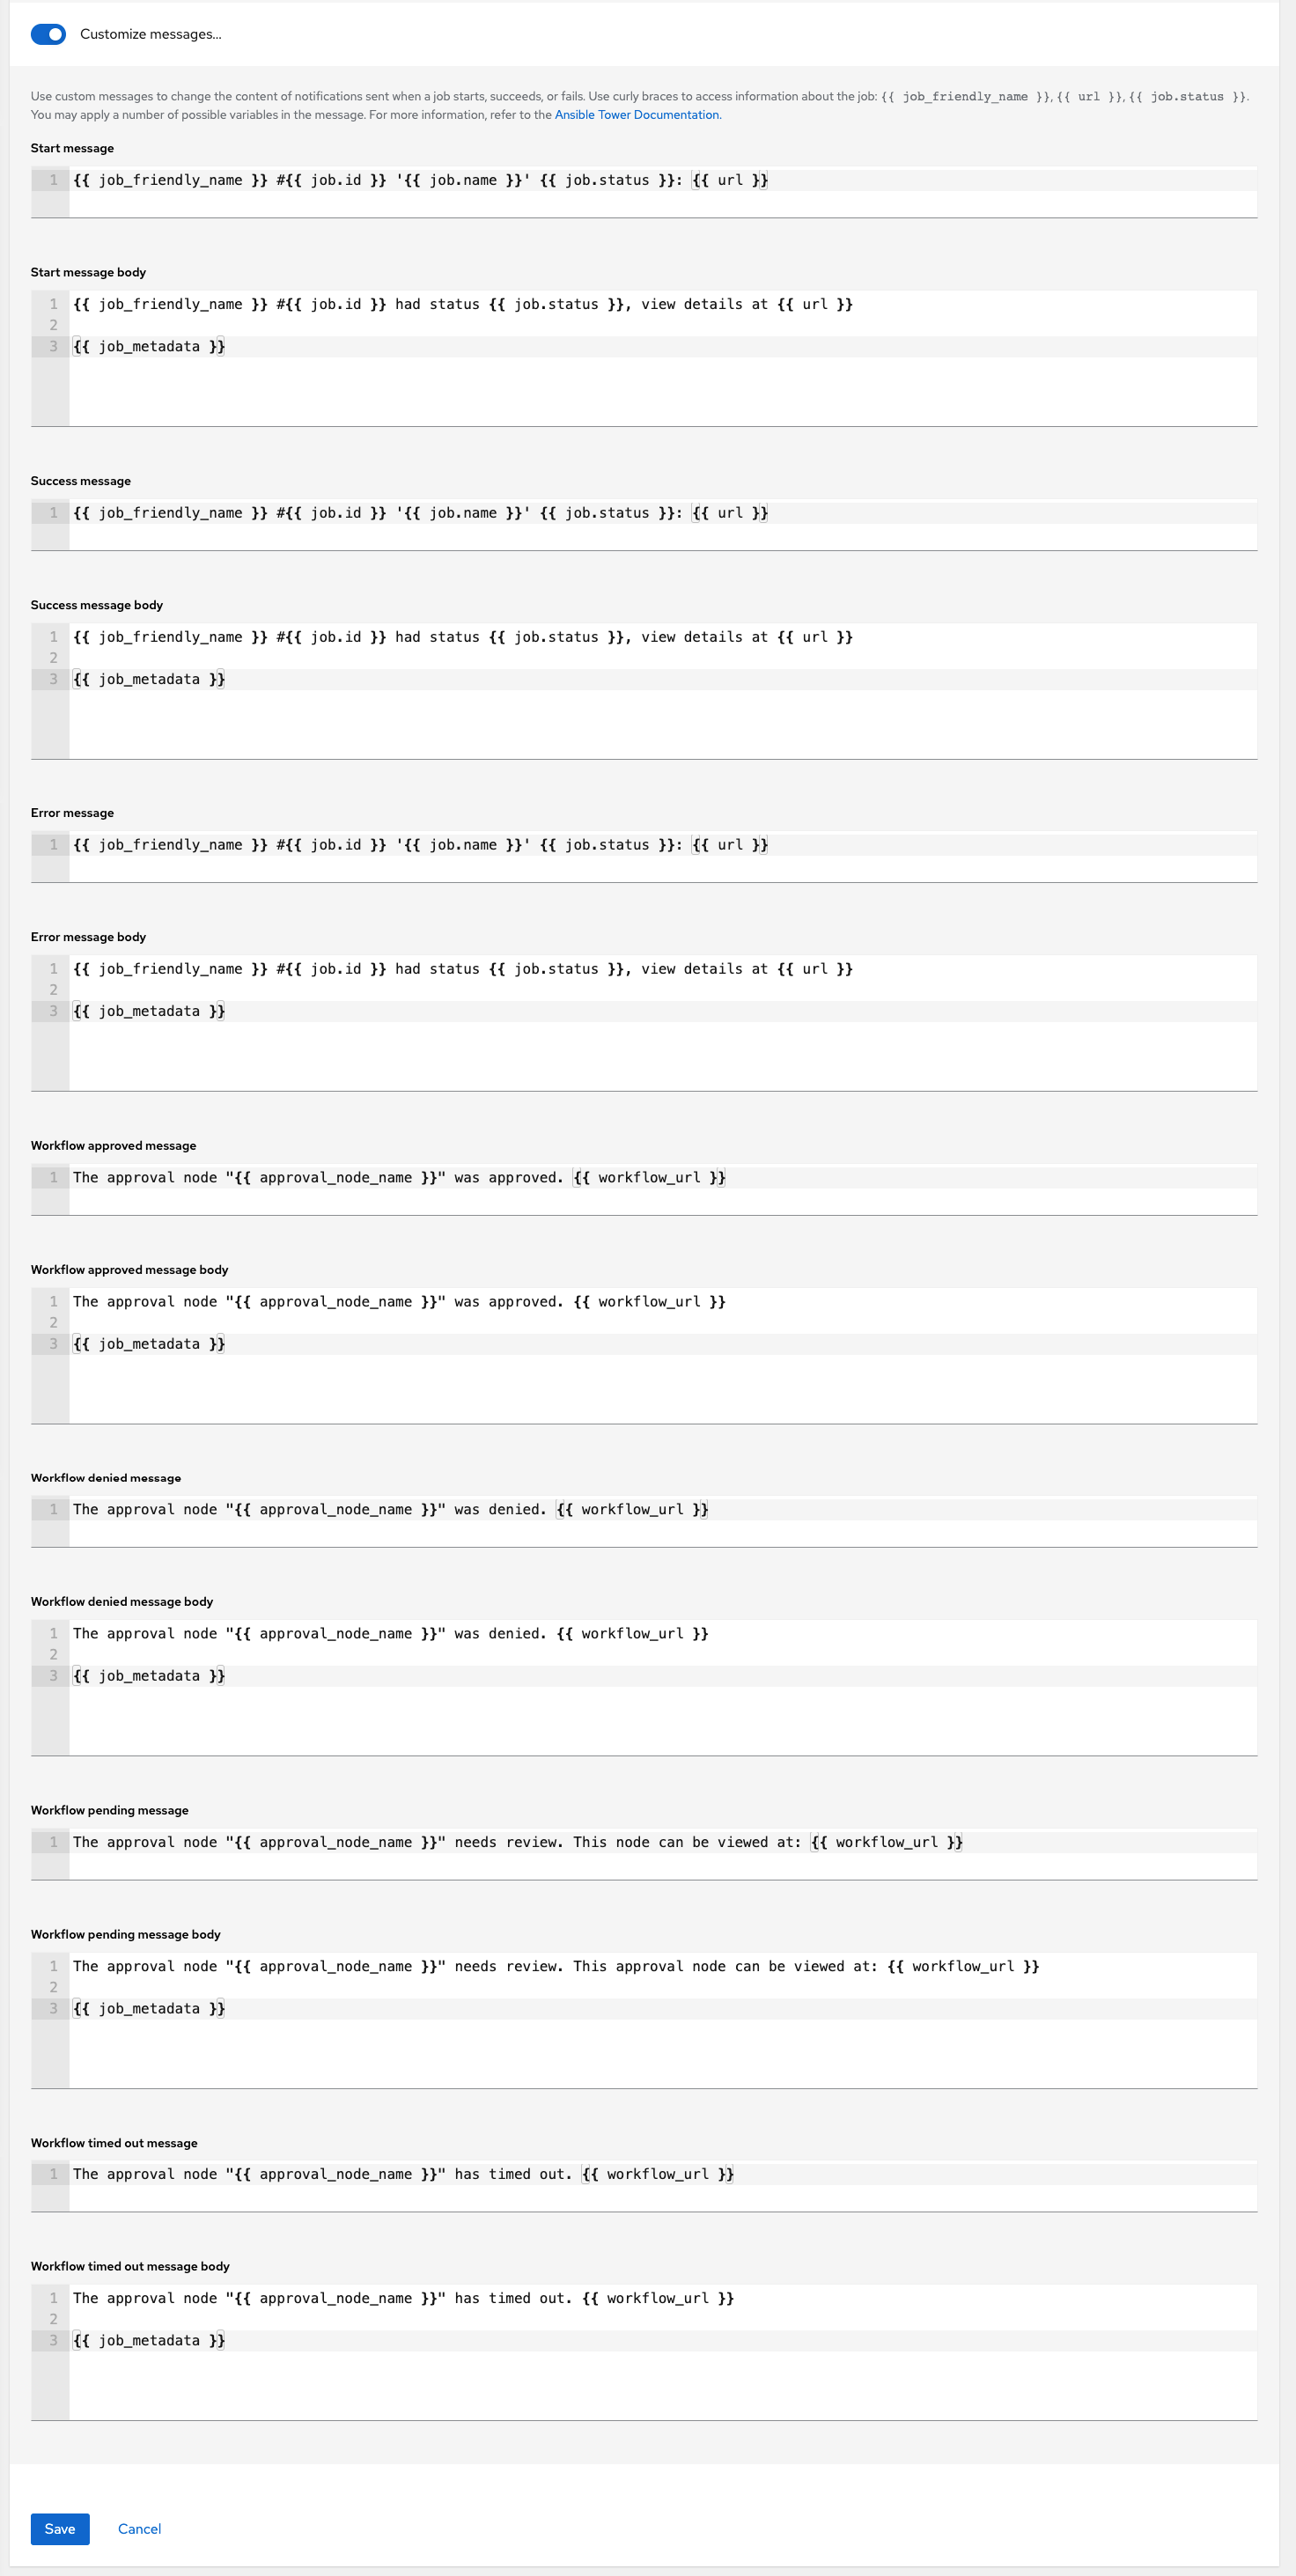 Customize messages...
Use custom messages to change the content of notifications sent when a job starts, succeeds, or fails. Use curly braces to access information about the job: {{ job_friendly_name }}, {{ url }}, {{ job.status }}.
You may apply a number of possible variables in the message. For more information, refer to the Ansible Tower Documentation.
Start message
1 {{ job_friendly_name }} #{{ job.id }} '{{ job.name }}' {{ job.status }}: {{ url }}
Start message body
1 {{ job_friendly_name }} #{{ job.id }} had status {{ job.status }}, view details at {{ url }}
2
3 {{ job_metadata }}
Success message
1 {{ job_friendly_name }} #{{ job.id }} '{{ job.name }}' {{ job.status }}: {{ url }}
Success message body
1 {{ job_friendly_name }} #{{ job.id }} had status {{ job.status }}, view details at {{ url }}
2
3 {{ job_metadata }}
Error message
1 {{ job_friendly_name }} #{{ job.id }} '{{ job.name }}' {{ job.status }}: {{ url }}
Error message body
1 {{ job_friendly_name }} #{{ job.id }} had status {{ job.status }}, view details at {{ url }}
2
3 {{ job_metadata }}
Workflow approved message
1 The approval node "{{ approval_node_name }}" was approved. {{ workflow_url }}
Workflow approved message body
1 The approval node "{{ approval_node_name }}" was approved. {{ workflow_url }}
2
3 {{ job_metadata }}
Workflow denied message
1 The approval node "{{ approval_node_name }}" was denied. {{ workflow_url }}
Workflow denied message body
1 The approval node "{{ approval_node_name }}" was denied. {{ workflow_url }}
2
3 {{ job_metadata }}
Workflow pending message
1 The approval node "{{ approval_node_name }}" needs review. This node can be viewed at: {{ workflow_url }}
Workflow pending message body
1 The approval node "{{ approval_node_name }}" needs review. This approval node can be viewed at: {{ workflow_url }}
2
3 {{ job_metadata }}
Workflow timed out message
1 The approval node "{{ approval_node_name }}" has timed out. {{ workflow_url }}
Workflow timed out message body
1 The approval node "{{ approval_node_name }}" has timed out. {{ workflow_url }}
2
3 {{ job_metadata }}
Save Cancel